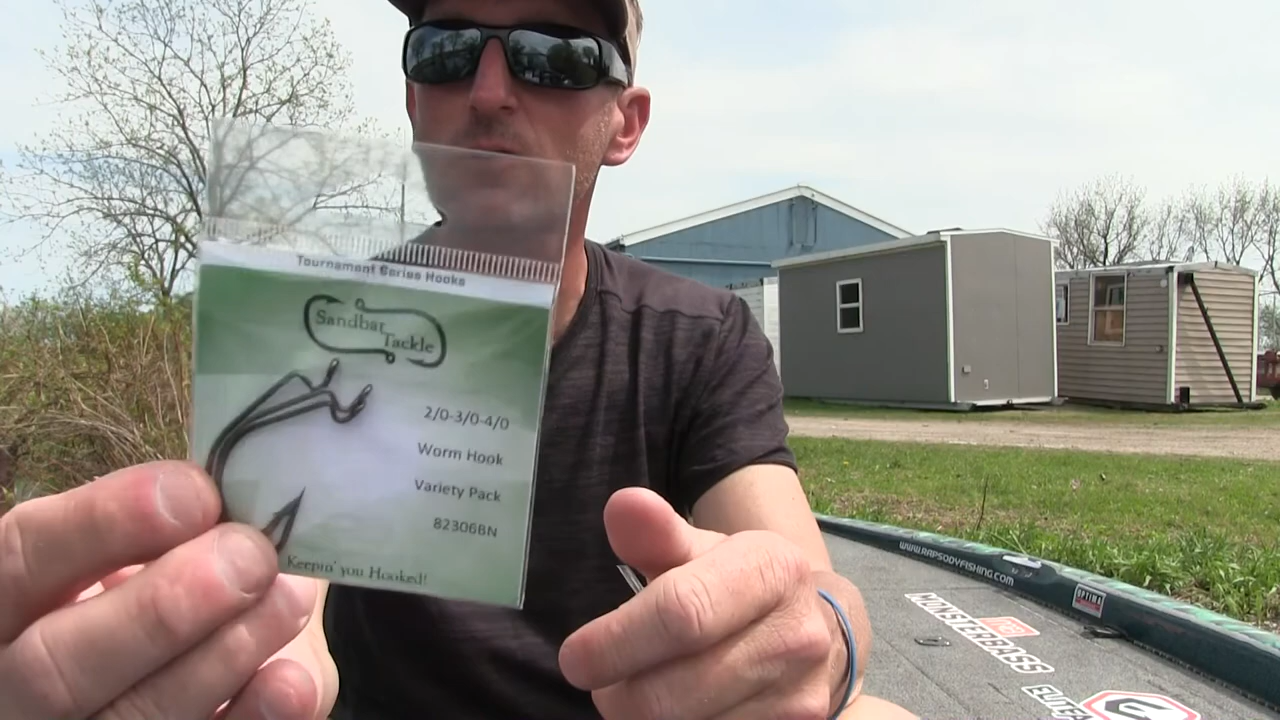 Tournament Series Hooks
Sandbar
Tackle
2/0-3/0-4/0
Worm Hook
Variety Pack
82306BN
Keepin' you Hooked!
WWW.RAPSODYFISHING.COM
OPTIMA
MONSTERBASS